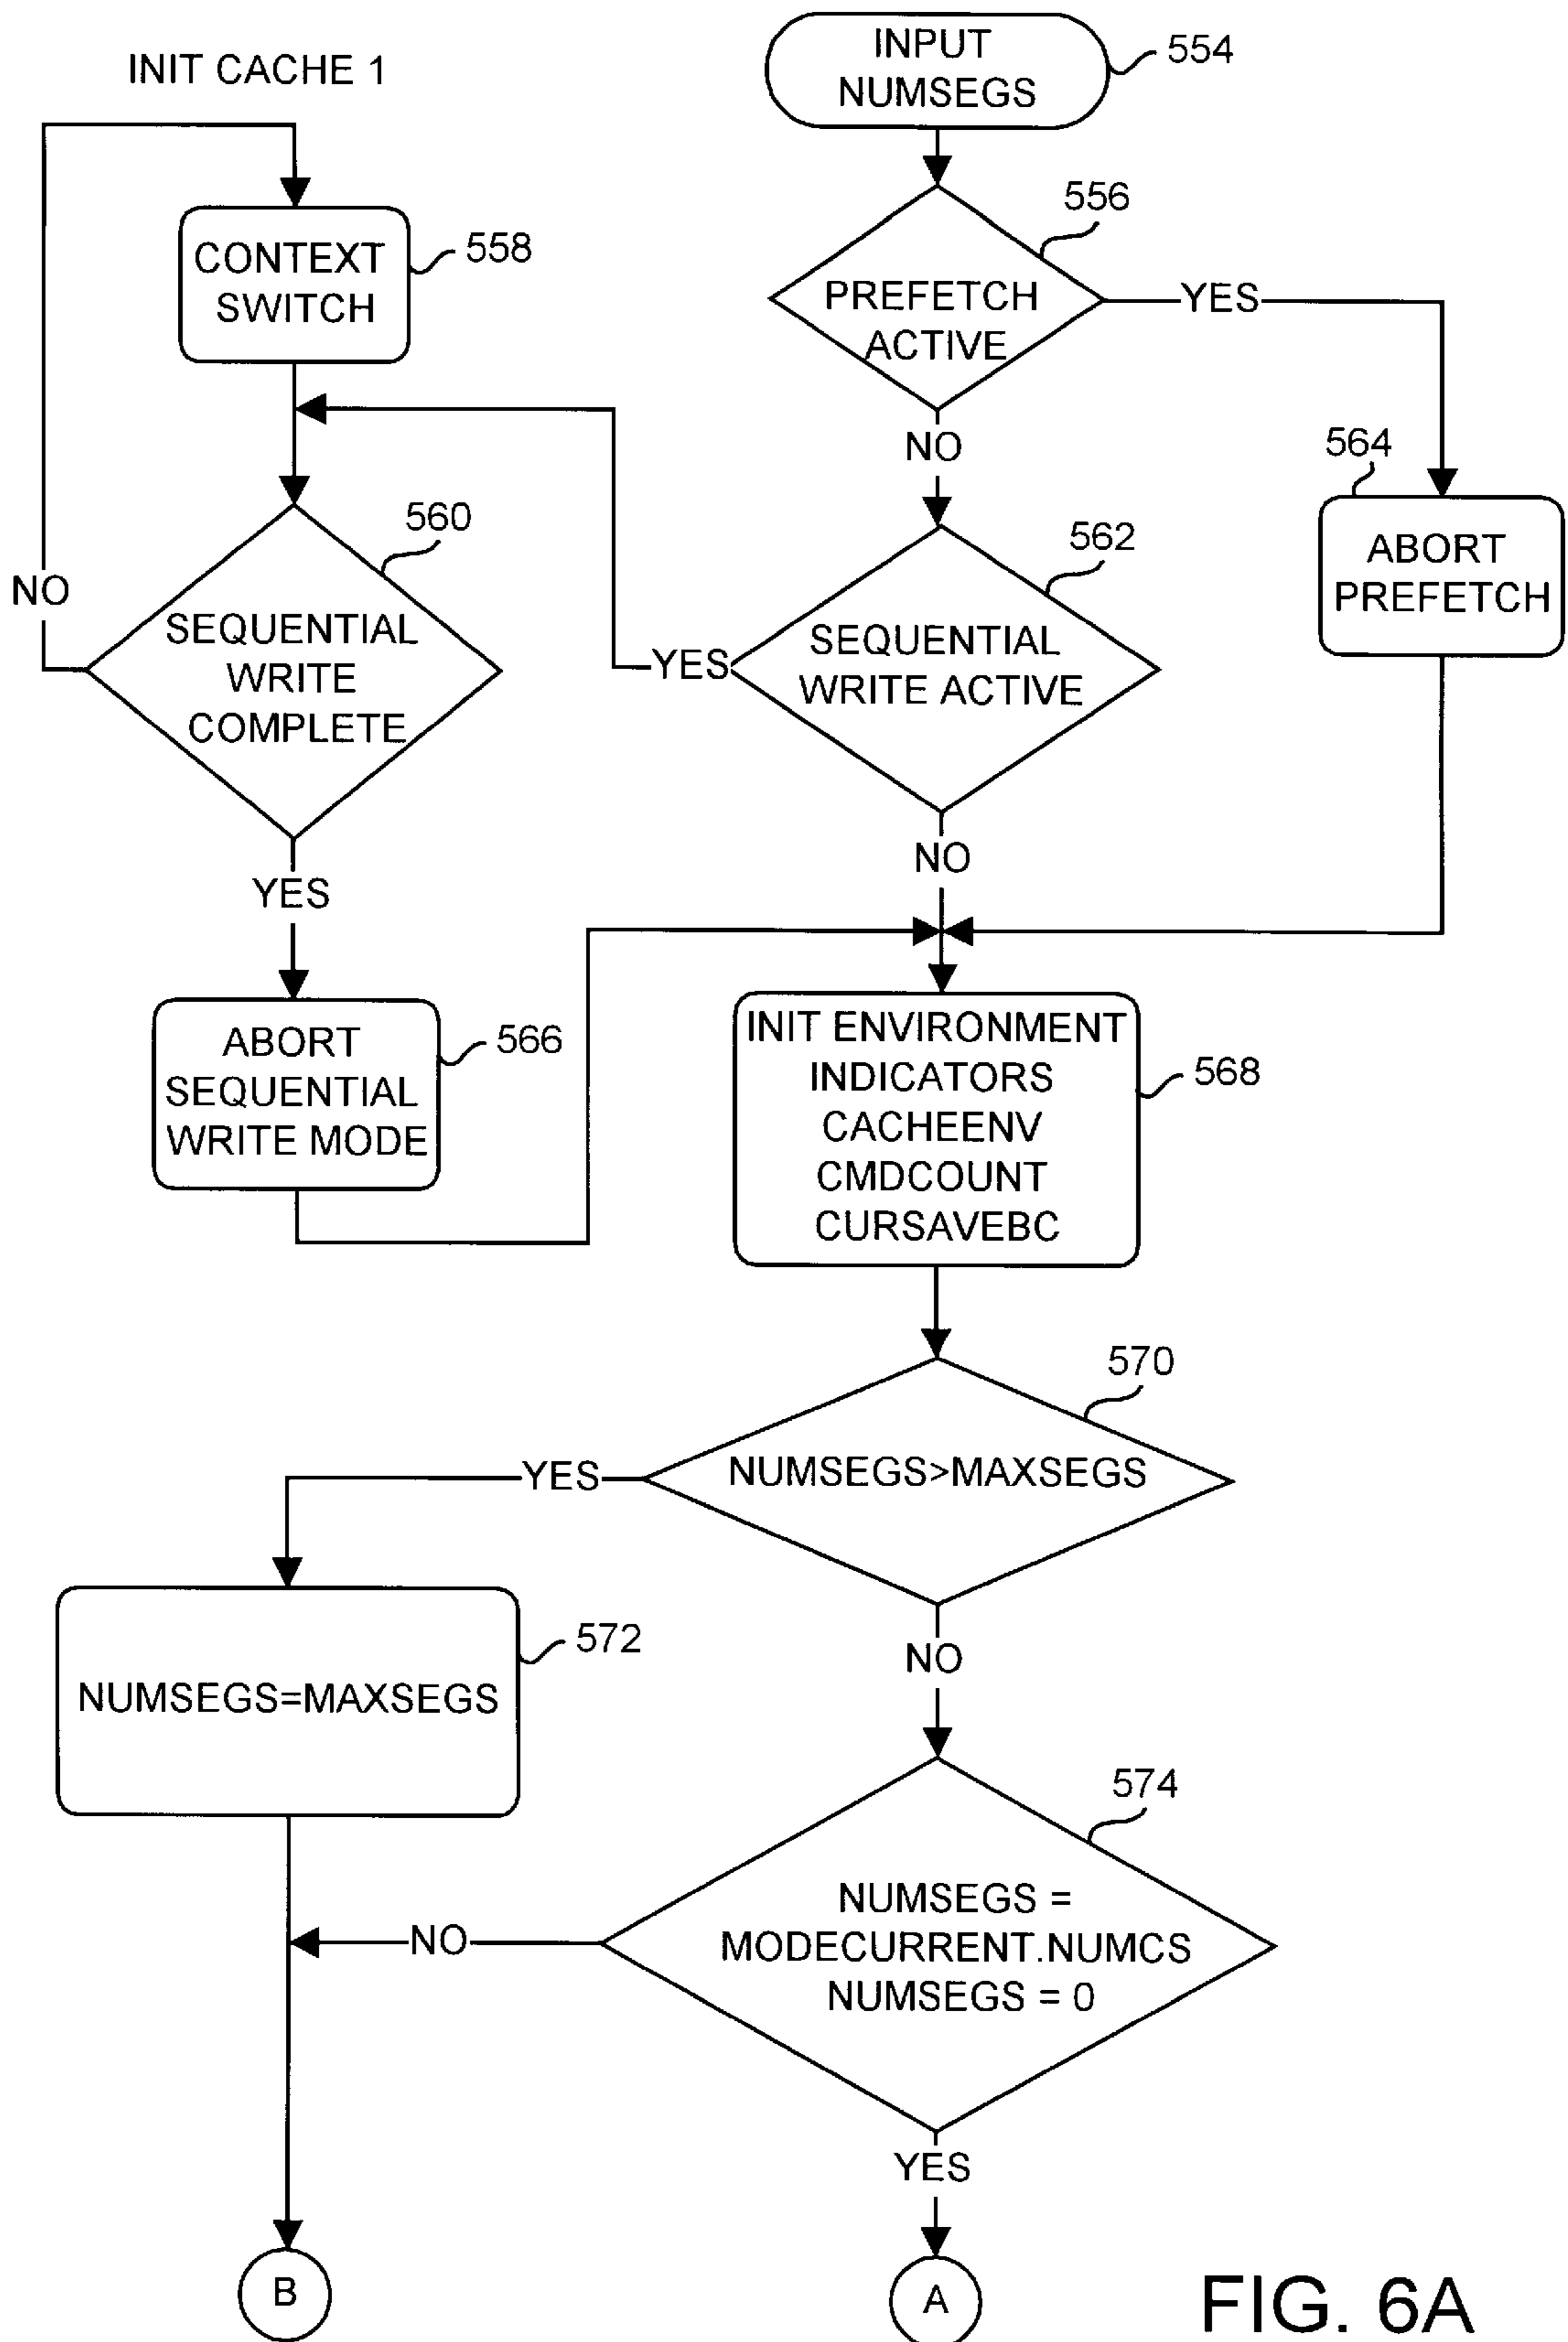 INIT CACHE 1
INPUT
NUMSEGS
554
556
PREFETCH
ACTIVE
YES
NO
CONTEXT
SWITCH
558
564
ABORT
PREFETCH
560
SEQUENTIAL
WRITE
COMPLETE
NO
YES
562
SEQUENTIAL
WRITE ACTIVE
YES
NO
ABORT
SEQUENTIAL
WRITE MODE
566
INIT ENVIRONMENT
INDICATORS
CACHEENV
CMDCOUNT
CURSAVEBC
568
570
NUMSEGS>MAXSEGS
YES
NO
572
NUMSEGS=MAXSEGS
574
NUMSEGS =
MODECURRENT.NUMCS
NUMSEGS = 0
NO
YES
B
A
FIG. 6A